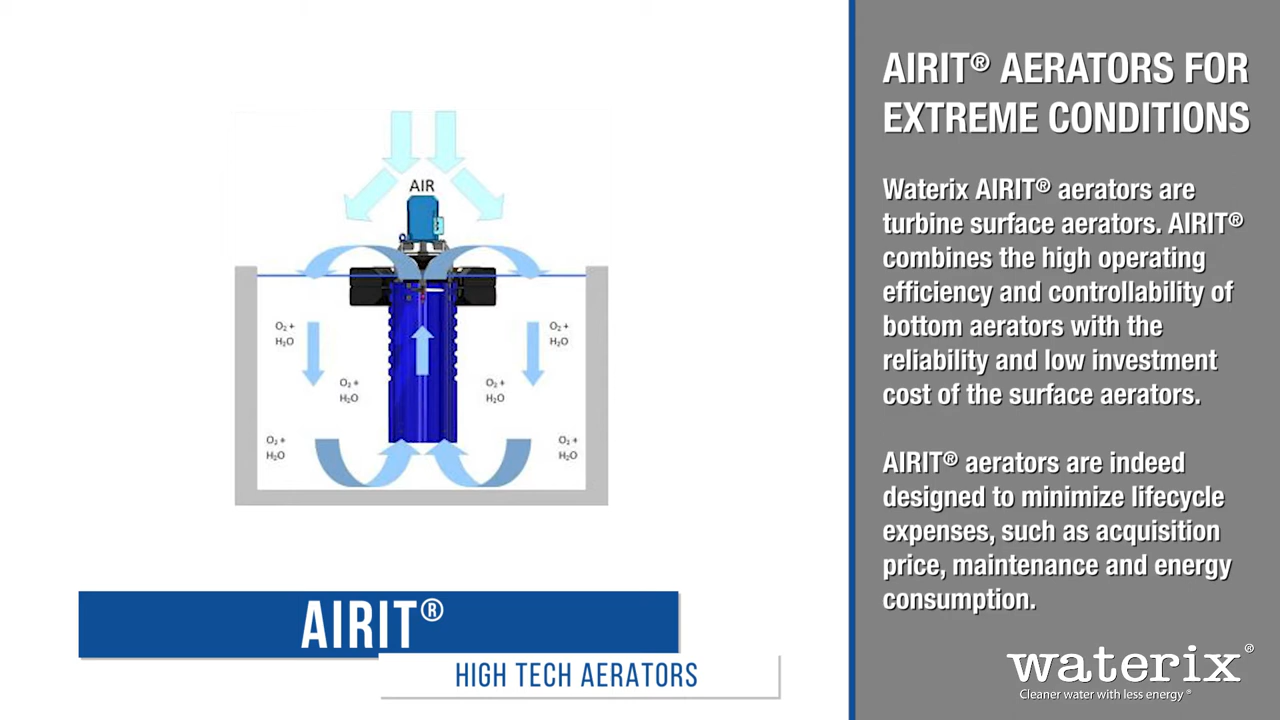 AIR
O₂ +
H₂O
O₂ +
H₂O
O₂ +
H₂O
O₂ +
H₂O
O₂ +
H₂O
O₂ +
H₂O
AIRIT®
HIGH TECH AERATORS
AIRIT® AERATORS FOR
EXTREME CONDITIONS
Waterix AIRIT® aerators are
turbine surface aerators. AIRIT®
combines the high operating
efficiency and controllability of
bottom aerators with the
reliability and low investment
cost of the surface aerators.
AIRIT® aerators are indeed
designed to minimize lifecycle
expenses, such as acquisition
price, maintenance and energy
consumption.
waterix®
Cleaner water with less energy®